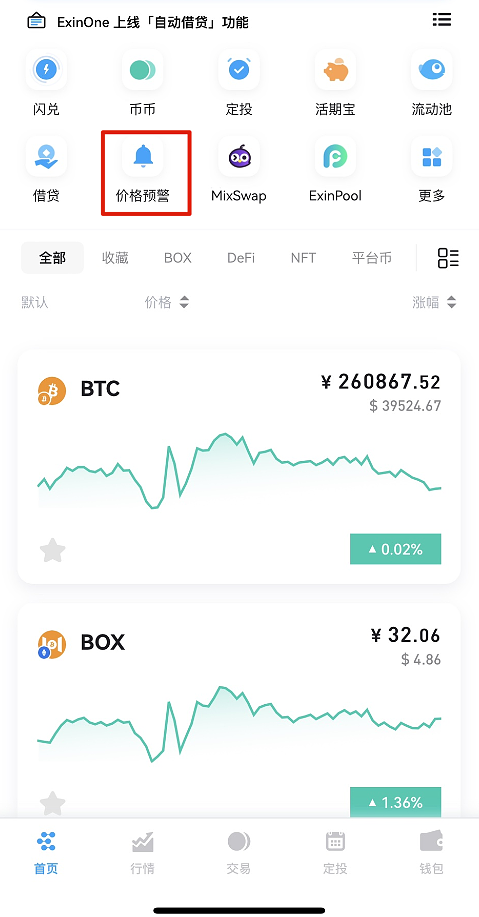 ExinOne 上线「自动借贷」功能
闪兑 币币 定投 活期宝 流动池
借贷 价格预警 MixSwap ExinPool 更多
全部 收藏 BOX DeFi NFT 平台币
默认 价格 涨幅
BTC ¥ 260867.52
$ 39524.67
0.02%
BOX ¥ 32.06
$ 4.86
1.36%
首页 行情 交易 定投 钱包